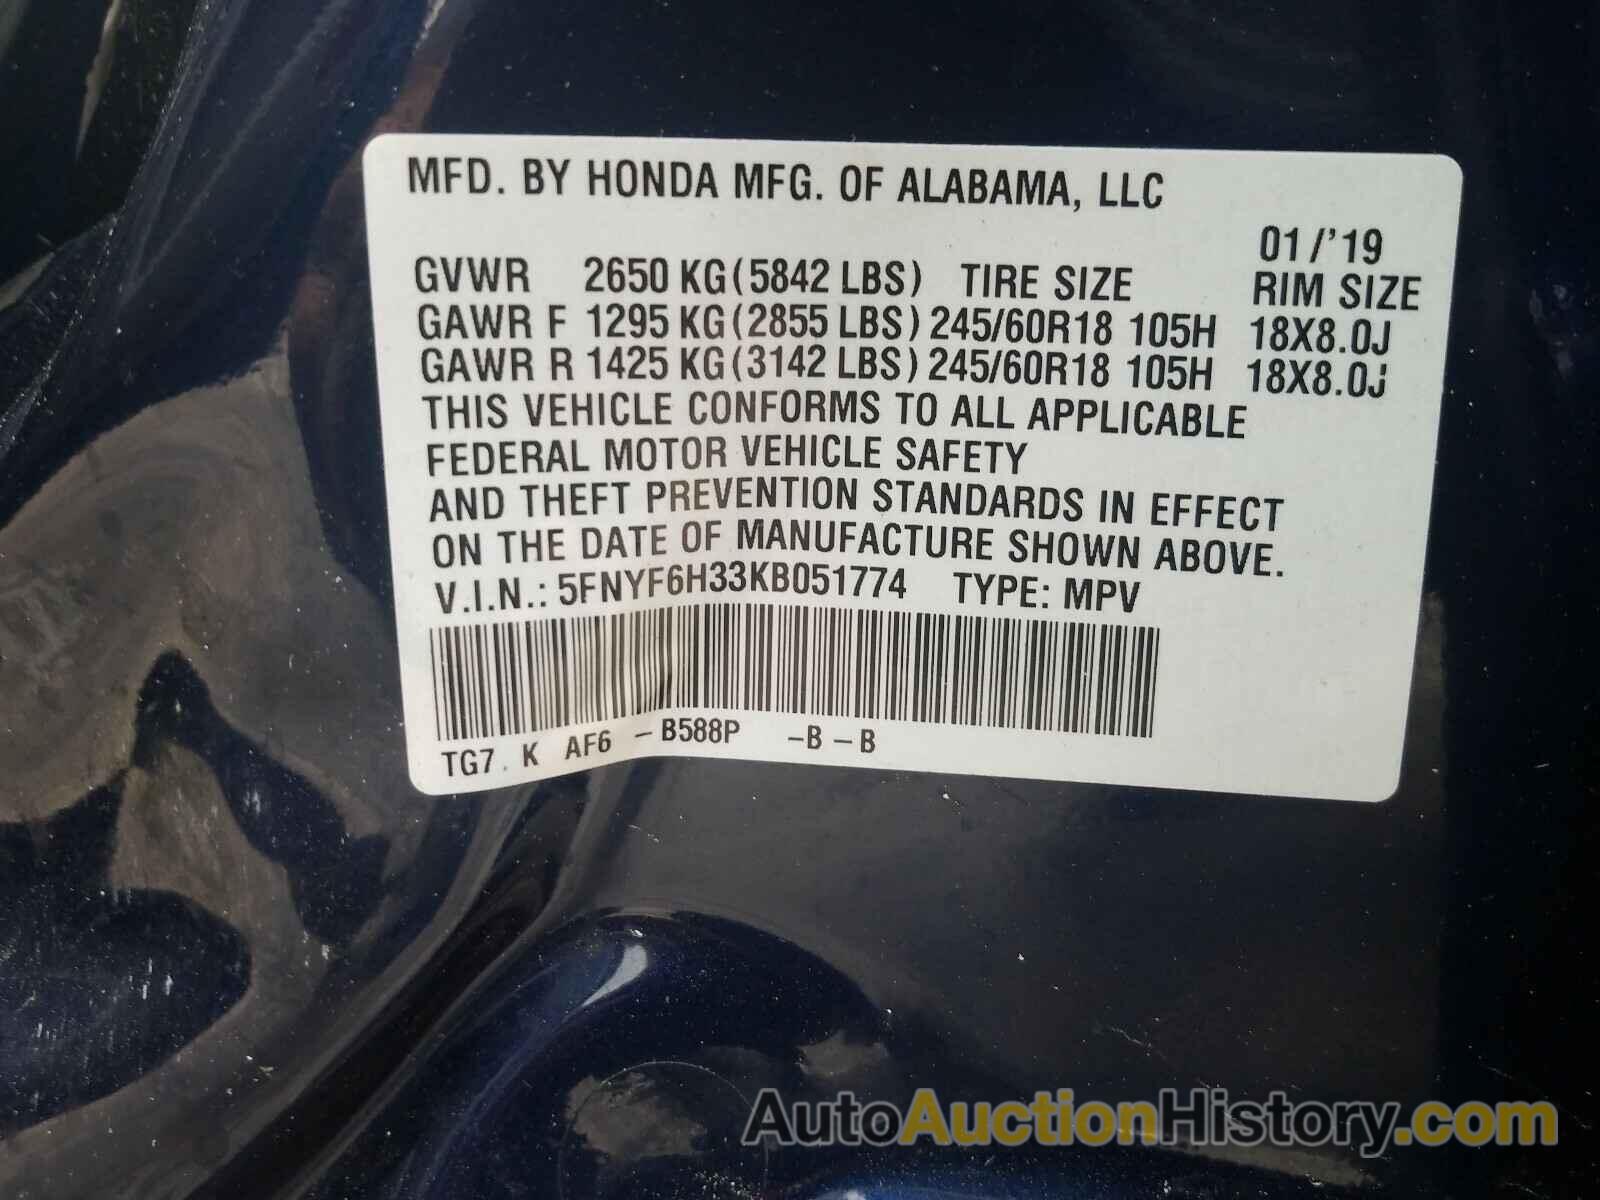 MFD. BY HONDA MFG. OF ALABAMA, LLC
01/'19
GVWR 2650 KG(5842 LBS) TIRE SIZE RIM SIZE
GAWR F 1295 KG(2855 LBS) 245/60R18 105H 18X8.0J
GAWR R 1425 KG(3142 LBS) 245/60R18 105H 18X8.0J
THIS VEHICLE CONFORMS TO ALL APPLICABLE
FEDERAL MOTOR VEHICLE SAFETY
AND THEFT PREVENTION STANDARDS IN EFFECT
ON THE DATE OF MANUFACTURE SHOWN ABOVE.
V.I.N.: 5FNYF6H33KB051774 TYPE: MPV
TG7. K AF6 -B588P -B-B
AutoAuctionHistory.com